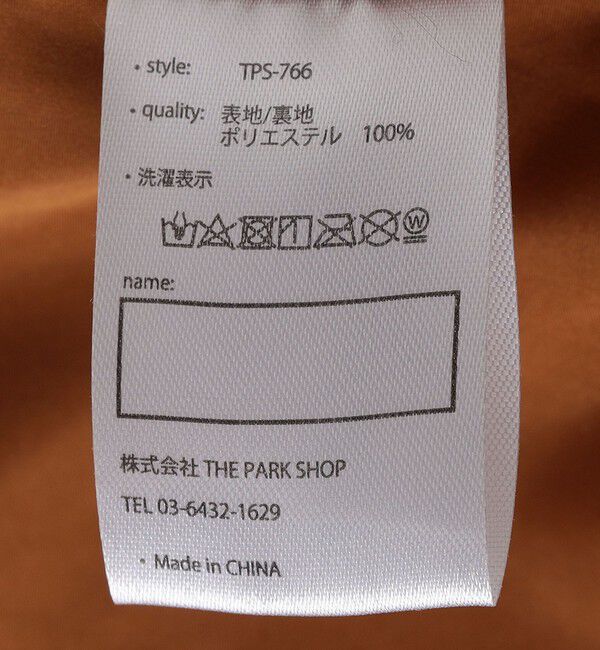 ・style: TPS-766
・quality: 表地/裏地
ポリエステル 100%
・洗濯表示
W
name:
株式会社 THE PARK SHOP
TEL 03-6432-1629
・Made in CHINA